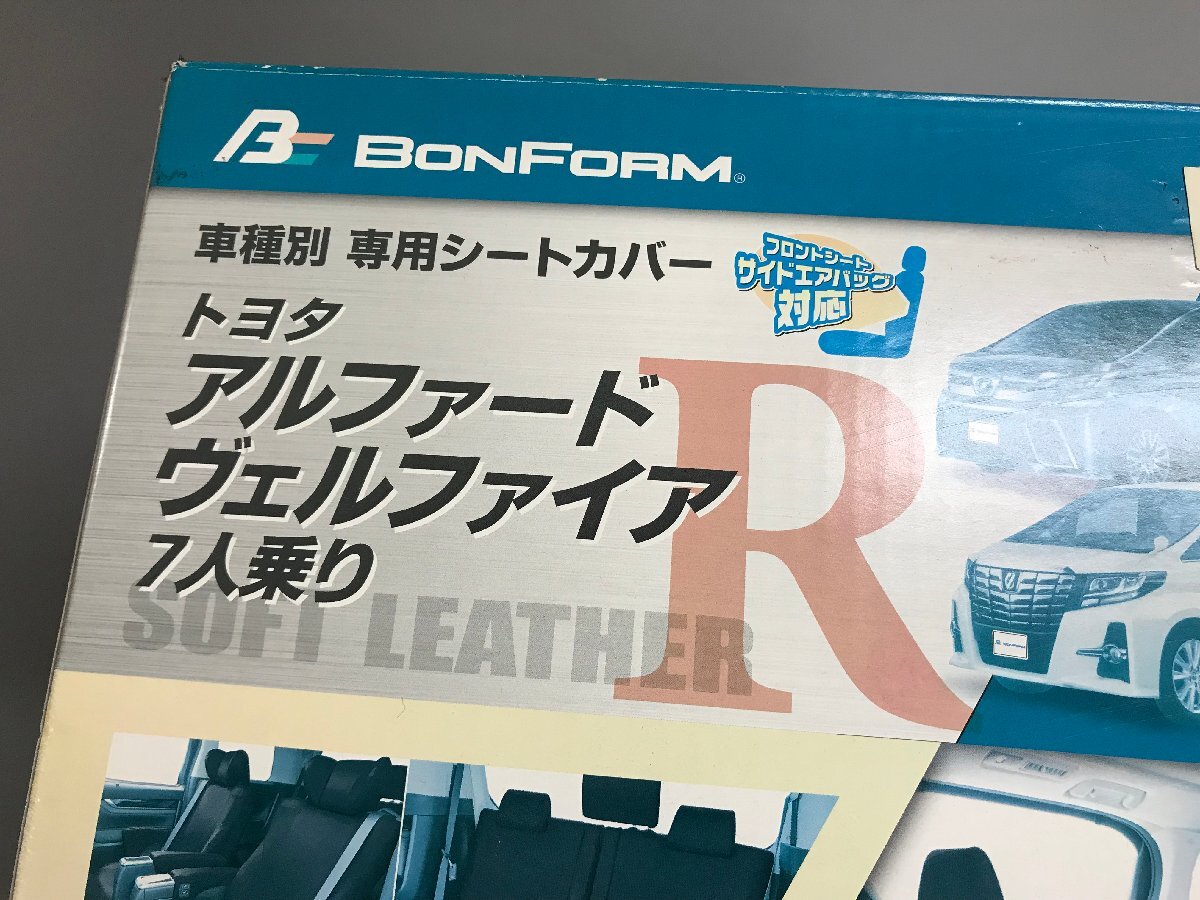 BONFORM®
車種別 専用シートカバー
フロントシート
サイドエアバッグ
対応
トヨタ
アルファード
ヴェルファイア
7人乗り
R
SOFT LEATHER
BONFORM